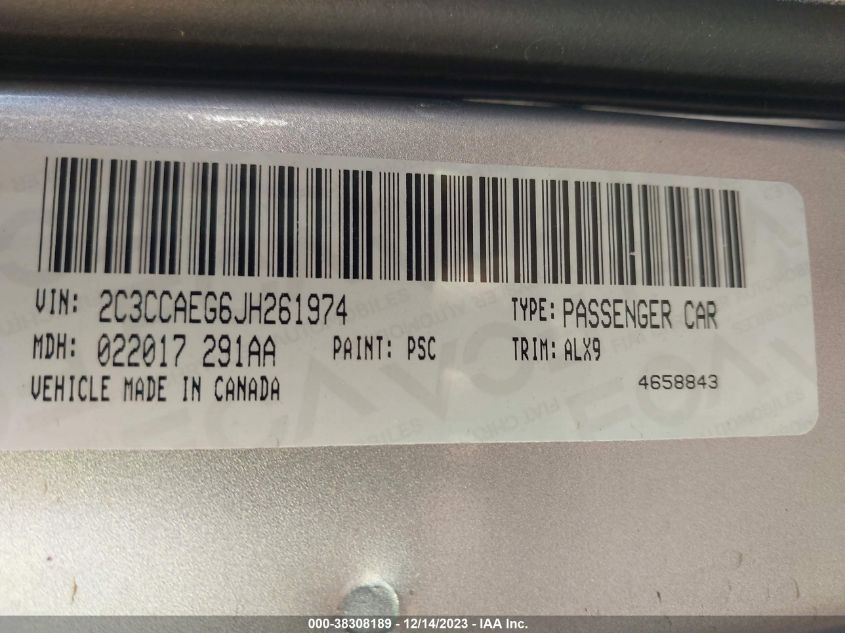 VIN: 2C3CCAEG6JH261974 TYPE: PASSENGER CAR
MDH: 022017 291AA PAINT: PSC TRIM: ALX9
VEHICLE MADE IN CANADA 4658843
000-38308189 - 12/14/2023 - IAA Inc.